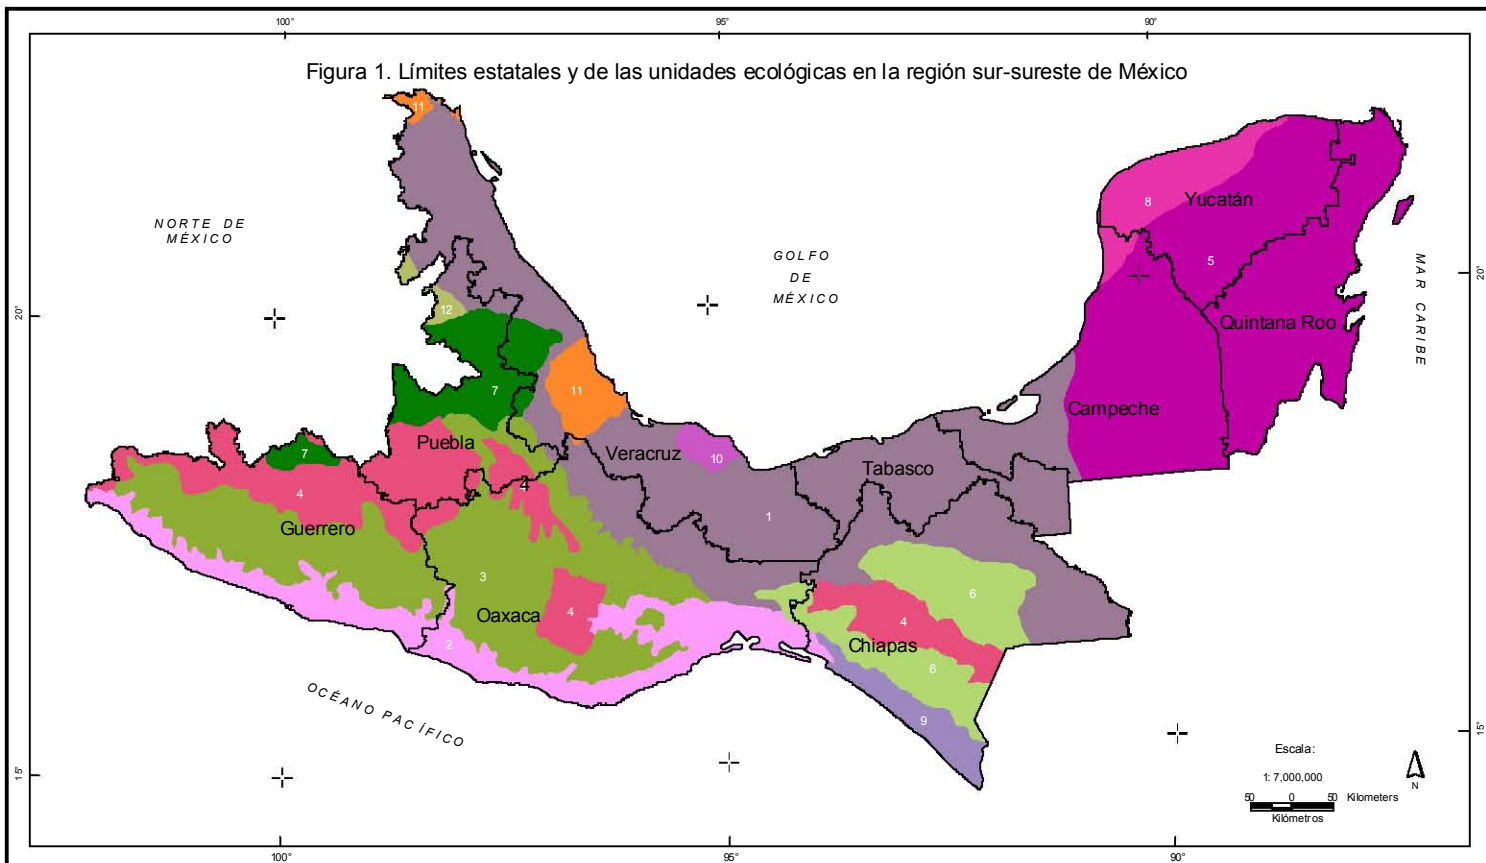 100°
95°
90°
Figura 1. Límites estatales y de las unidades ecológicas en la región sur-sureste de México
11
NORTE DE
MÉXICO
GOLFO
DE
MÉXICO
8
Yucatán
5
MAR CARIBE
20°
20°
12
Quintana Roo
7
11
Campeche
Puebla
7
Veracruz
10
Tabasco
4
4
1
Guerrero
3
6
Oaxaca
4
4
Chiapas
2
6
OCÉANO PACÍFICO
9
15°
15°
Escala:
1: 7,000,000
50 0 50 Kilometers
Kilómetros
N
100°
95°
90°